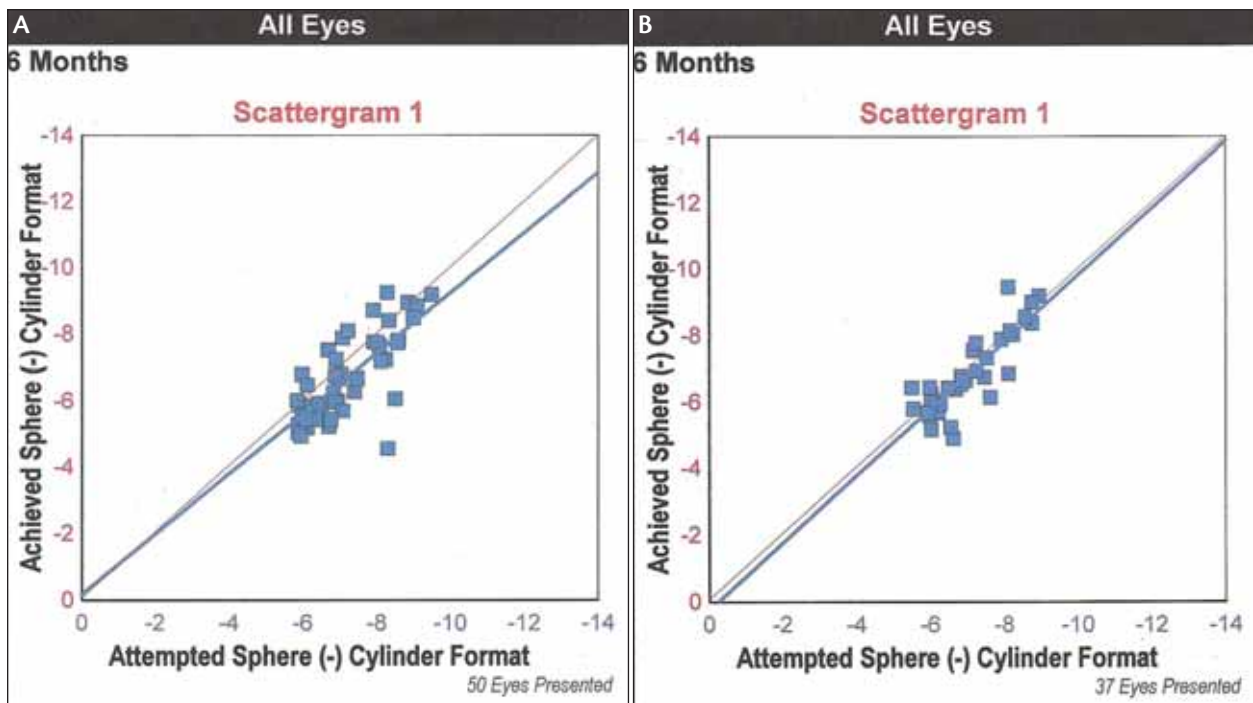 A
All Eyes
6 Months
Scattergram 1
Achieved Sphere (-) Cylinder Format
-14
-12
-10
-8
-6
-4
-2
0
0 -2 -4 -6 -8 -10 -12 -14
Attempted Sphere (-) Cylinder Format
50 Eyes Presented
B
All Eyes
6 Months
Scattergram 1
Achieved Sphere (-) Cylinder Format
-14
-12
-10
-8
-6
-4
-2
0
0 -2 -4 -6 -8 -10 -12 -14
Attempted Sphere (-) Cylinder Format
37 Eyes Presented